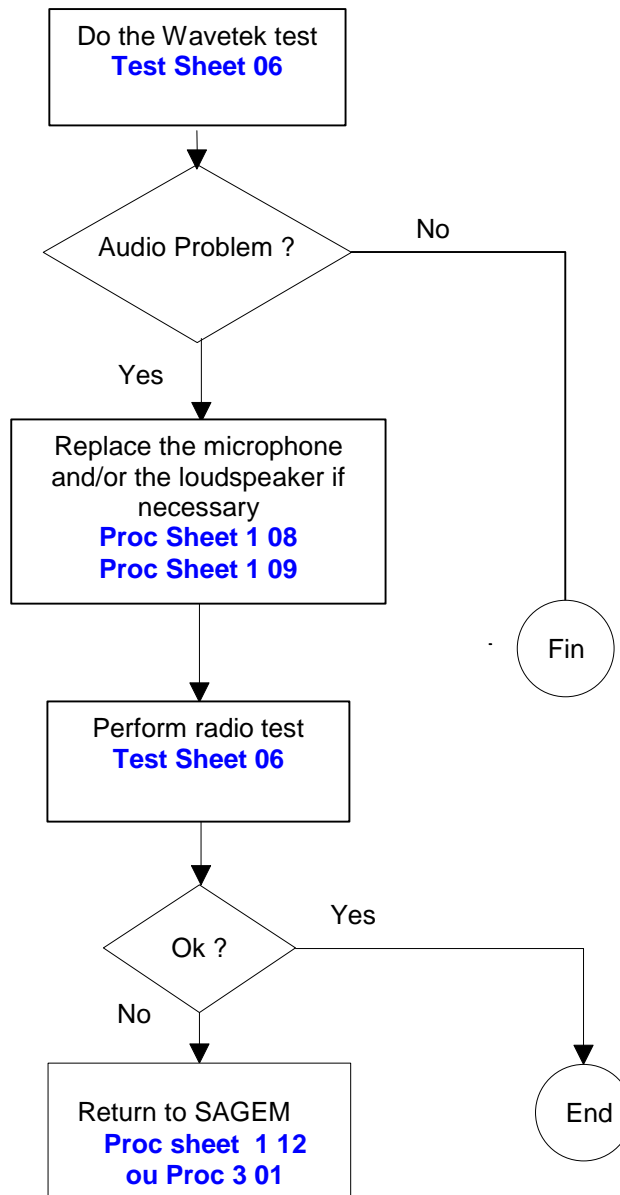 Do the Wavetek test
Test Sheet 06
Audio Problem ?
No
Yes
Replace the microphone
and/or the loudspeaker if
necessary
Proc Sheet 1 08
Proc Sheet 1 09
Fin
Perform radio test
Test Sheet 06
Ok ?
Yes
No
Return to SAGEM
Proc sheet 1 12
ou Proc 3 01
End